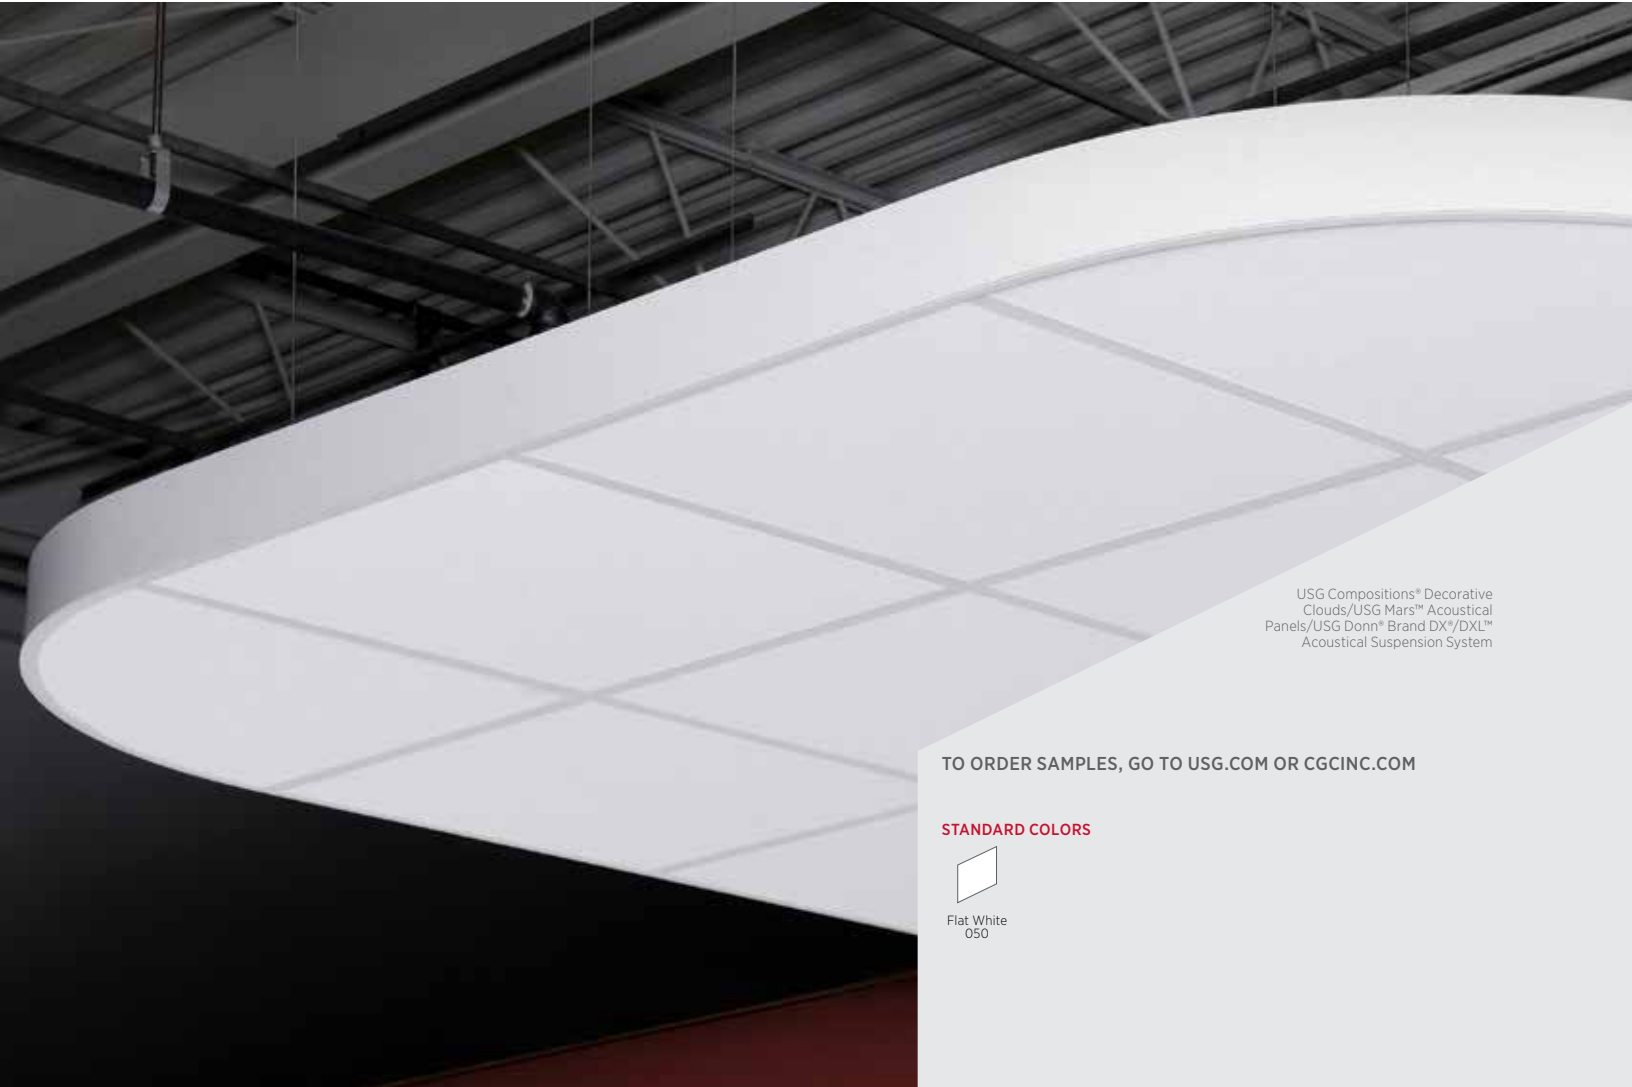 USG Compositions® Decorative
Clouds/USG Mars™ Acoustical
Panels/USG Donn® Brand DX®/DXL™
Acoustical Suspension System
TO ORDER SAMPLES, GO TO USG.COM OR CGCINC.COM
STANDARD COLORS
Flat White
050